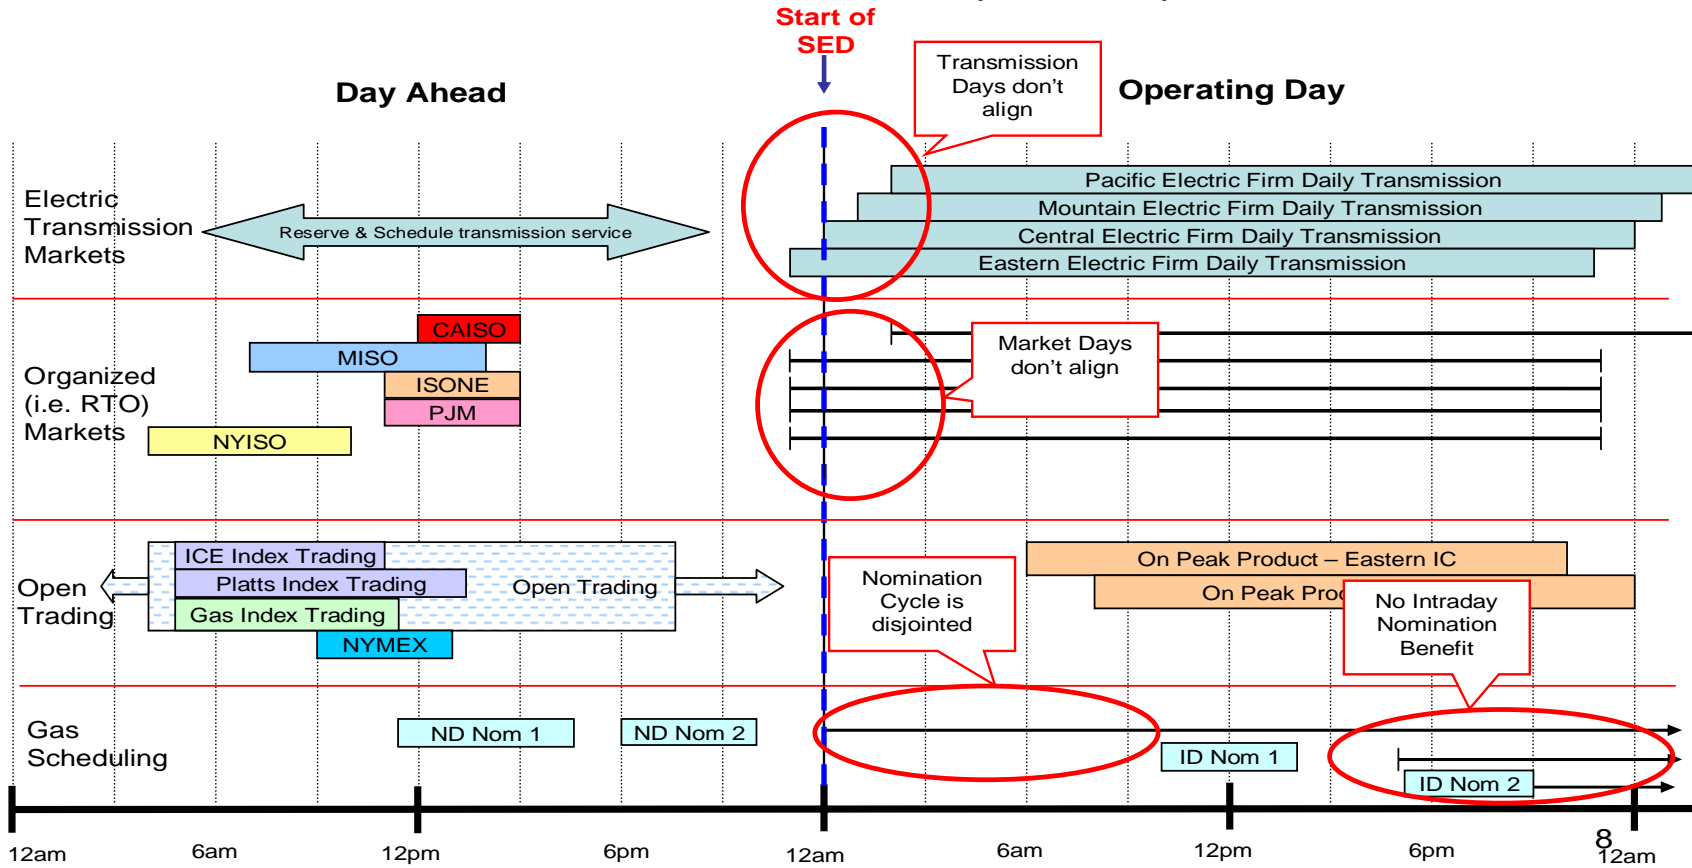 Start of
SED
Day Ahead
Operating Day
Transmission
Days don't
align
Electric
Transmission
Markets
Reserve & Schedule transmission service
Pacific Electric Firm Daily Transmission
Mountain Electric Firm Daily Transmission
Central Electric Firm Daily Transmission
Eastern Electric Firm Daily Transmission
Organized
(i.e. RTO)
Markets
CAISO
MISO
ISONE
PJM
NYISO
Market Days
don't align
Open
Trading
ICE Index Trading
Platts Index Trading
Gas Index Trading
NYMEX
Open Trading
On Peak Product – Eastern IC
On Peak Pro
Nomination
Cycle is
disjointed
No Intraday
Nomination
Benefit
Gas
Scheduling
ND Nom 1
ND Nom 2
ID Nom 1
ID Nom 2
8
12am
6am
12pm
6pm
12am
6am
12pm
6pm
12am